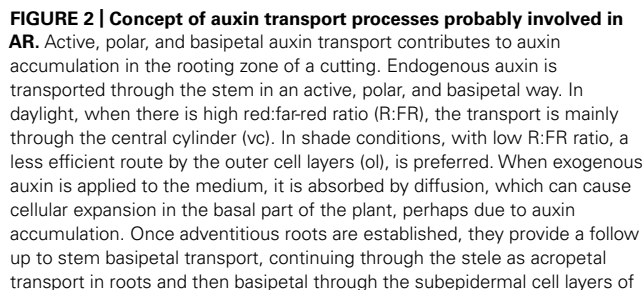 FIGURE 2 | Concept of auxin transport processes probably involved in
AR. Active, polar, and basipetal auxin transport contributes to auxin
accumulation in the rooting zone of a cutting. Endogenous auxin is
transported through the stem in an active, polar, and basipetal way. In
daylight, when there is high red:far-red ratio (R:FR), the transport is mainly
through the central cylinder (vc). In shade conditions, with low R:FR ratio, a
less efficient route by the outer cell layers (ol), is preferred. When exogenous
auxin is applied to the medium, it is absorbed by diffusion, which can cause
cellular expansion in the basal part of the plant, perhaps due to auxin
accumulation. Once adventitious roots are established, they provide a follow
up to stem basipetal transport, continuing through the stele as acropetal
transport in roots and then basipetal through the subepidermal cell layers of